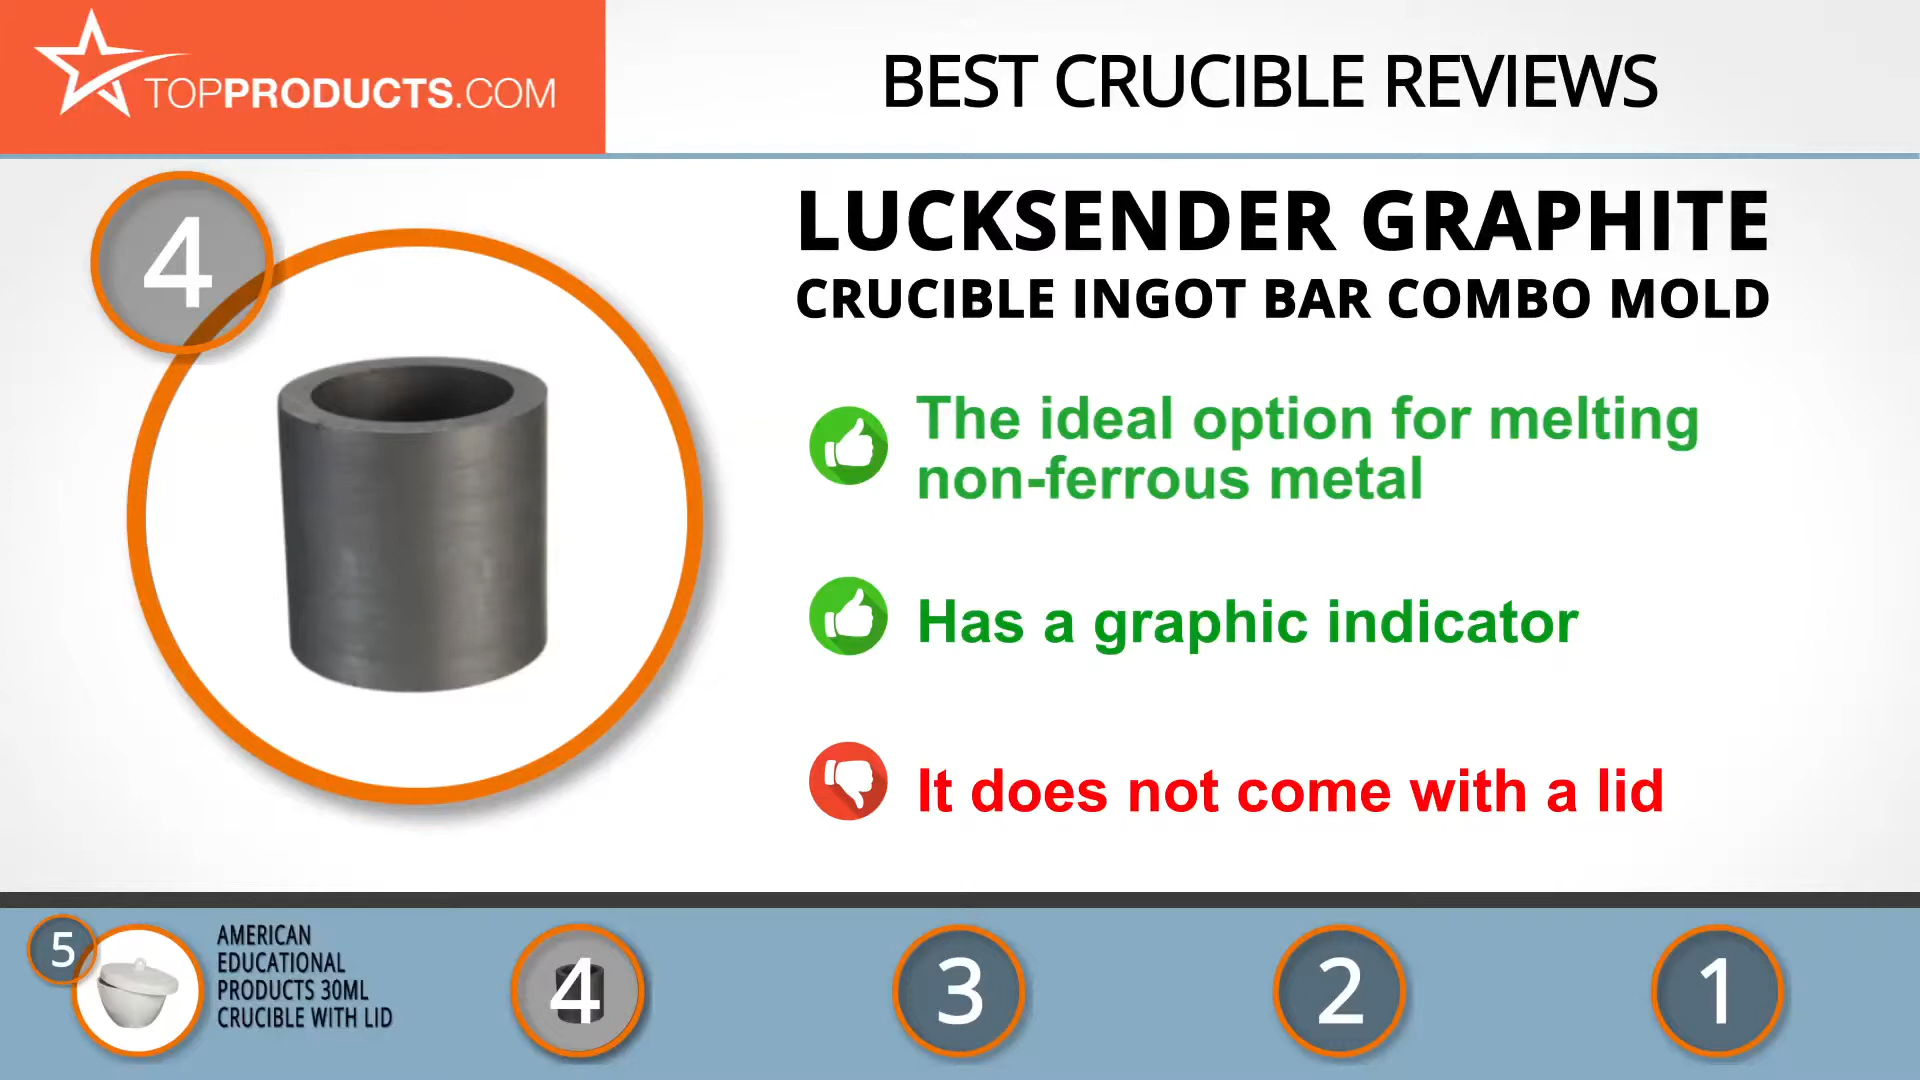 TOPPRODUCTS.COM
BEST CRUCIBLE REVIEWS
4
LUCKSENDER GRAPHITE
CRUCIBLE INGOT BAR COMBO MOLD
The ideal option for melting
non-ferrous metal
Has a graphic indicator
It does not come with a lid
5
AMERICAN
EDUCATIONAL
PRODUCTS 30ML
CRUCIBLE WITH LID
4
3
2
1